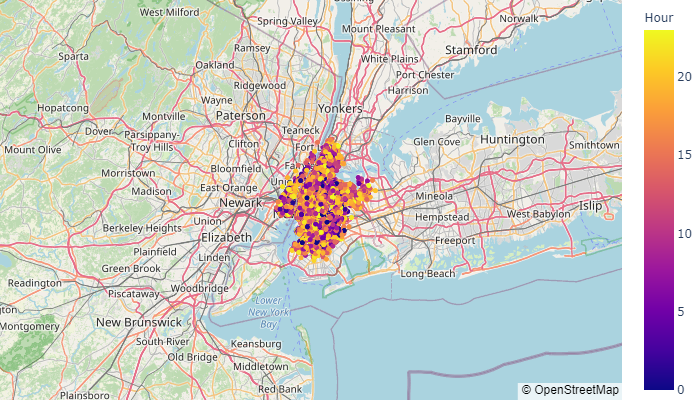 West Milford
Spring Valley
Mount Pleasant
Norwalk
Sparta
Ramsey
White Plains
Stamford
Oakland
Port Chester
Harrison
Ridgewood
Wayne
Hopatcong
Paterson
Yonkers
Montville
Bayville
Dover
Parsippany-
Troy Hills
Teaneck
Clifton
Glen Cove
Huntington
Smithtown
Mount Olive
Fort L
Fair
Morristown
Bloomfield
Uni
Madison
East Orange
Newark
Mineola
Islip
Union
Hempstead
West Babylon
Berkeley Heights
Elizabeth
Freeport
Plainfield
Linden
Green Brook
Long Beach
Readington
Piscataway
Woodbridge
Lower
New York
Bay
gton
Montgomery
New Brunswick
South River
Keansburg
Old Bridge
Middletown
Plainsboro
Red Bank
© OpenStreetMap
Hour
20
15
10
5
0